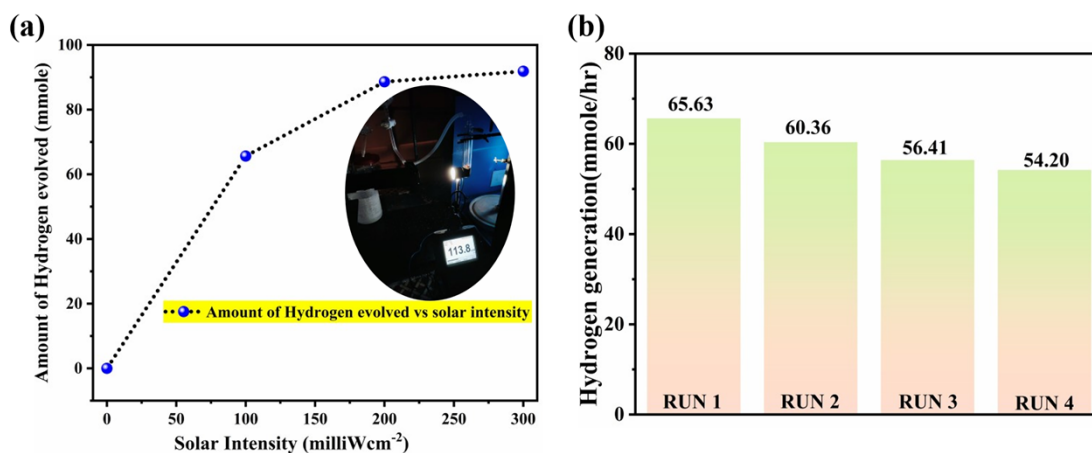 (a)
Amount of Hydrogen evolved (mmole)
100
80
60
40
20
0
113.8
Amount of Hydrogen evolved vs solar intensity
0 50 100 150 200 250 300
Solar Intensity (milliWcm-2)
(b)
Hydrogen generation(mmole/hr)
80
60
40
20
0
65.63
60.36
56.41
54.20
RUN 1 RUN 2 RUN 3 RUN 4